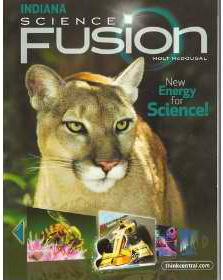 INDIANA
SCIENCE
Fusion
HOLT McDOUGAL
New
Energy
for
Science!
thinkcentral.com